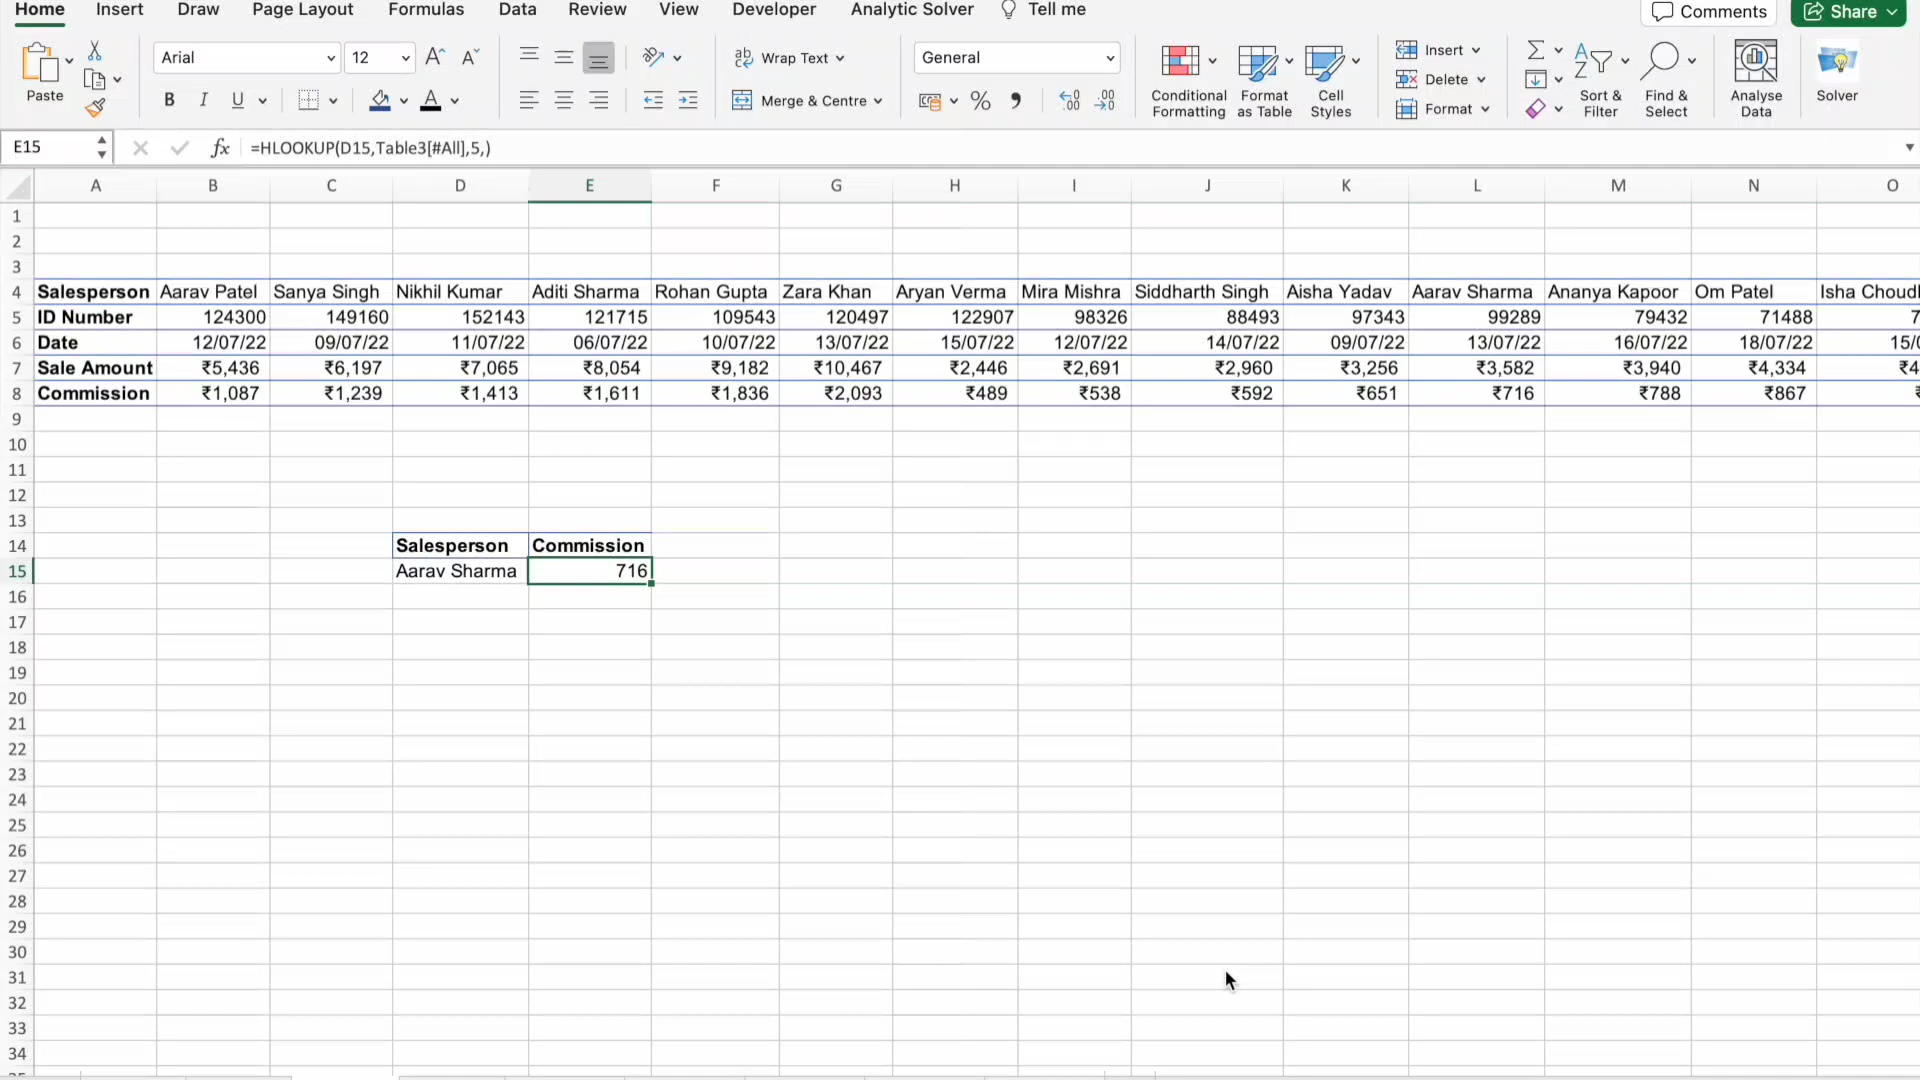 Home Insert Draw Page Layout Formulas Data Review View Developer Analytic Solver Tell me Comments Share
Paste Arial 12 A A Wrap Text General Conditional Formatting Format as Table Cell Styles Insert Delete Format Sort & Filter Find & Select Analyse Data Solver
B I U A Merge & Centre % , .00 .00
E15 fx =HLOOKUP(D15,Table3[#All],5,)
A B C D E F G H I J K L M N O
1
2
3
4 Salesperson Aarav Patel Sanya Singh Nikhil Kumar Aditi Sharma Rohan Gupta Zara Khan Aryan Verma Mira Mishra Siddharth Singh Aisha Yadav Aarav Sharma Ananya Kapoor Om Patel Isha
5 ID Number 124300 149160 152143 121715 109543 120497 122907 98326 88493 97343 99289 79432 71488
6 Date 12/07/22 09/07/22 11/07/22 06/07/22 10/07/22 13/07/22 15/07/22 12/07/22 14/07/22 09/07/22 13/07/22 16/07/22 18/07/22
7 Sale Amount ₹5,436 ₹6,197 ₹7,065 ₹8,054 ₹9,182 ₹10,467 ₹2,446 ₹2,691 ₹2,960 ₹3,256 ₹3,582 ₹3,940 ₹4,334
8 Commission ₹1,087 ₹1,239 ₹1,413 ₹1,611 ₹1,836 ₹2,093 ₹489 ₹538 ₹592 ₹651 ₹716 ₹788 ₹867
9
10
11
12
13
14 Salesperson Commission
15 Aarav Sharma 716
16
17
18
19
20
21
22
23
24
25
26
27
28
29
30
31
32
33
34